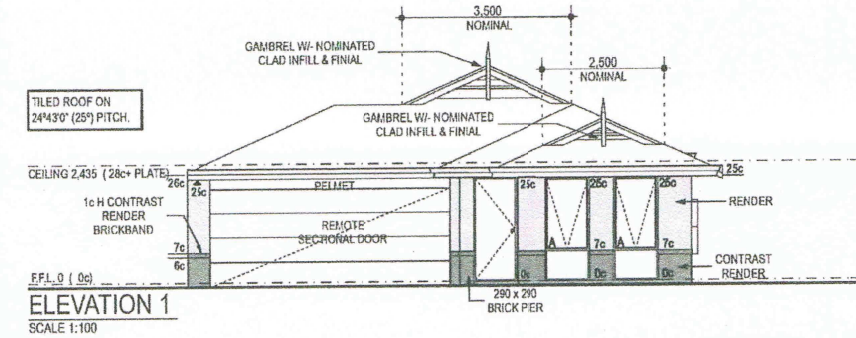 3,500
NOMINAL
GAMBREL W/- NOMINATED
CLAD INFILL & FINIAL
2,500
NOMINAL
TILED ROOF ON
24°43'0" (25°) PITCH.
GAMBREL W/- NOMINATED
CLAD INFILL & FINIAL
CEILING 2,435 ( 28c+ PLATE)
26c
25c
PELMET
25c
25c
25c
25c
25c
1c H CONTRAST
RENDER
BRICKBAND
REMOTE
SECTIONAL DOOR
RENDER
7c
6c
A
7c
A
7c
CONTRAST
RENDER
F.F.L. 0 ( 0c)
0c
0c
0c
290 x 290
BRICK PIER
ELEVATION 1
SCALE 1:100